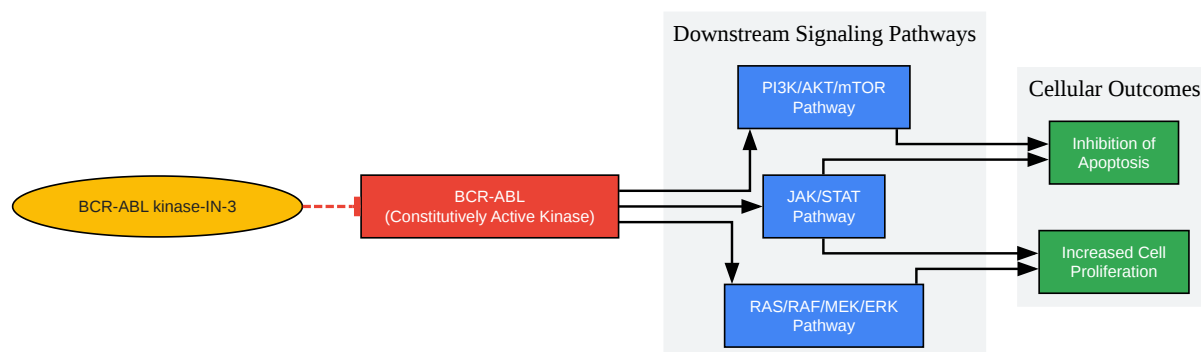 Downstream Signaling Pathways
PI3K/AKT/mTOR
Pathway
Cellular Outcomes
Inhibition of
Apoptosis
BCR-ABL kinase-IN-3
BCR-ABL
(Constitutively Active Kinase)
JAK/STAT
Pathway
Increased Cell
Proliferation
RAS/RAF/MEK/ERK
Pathway